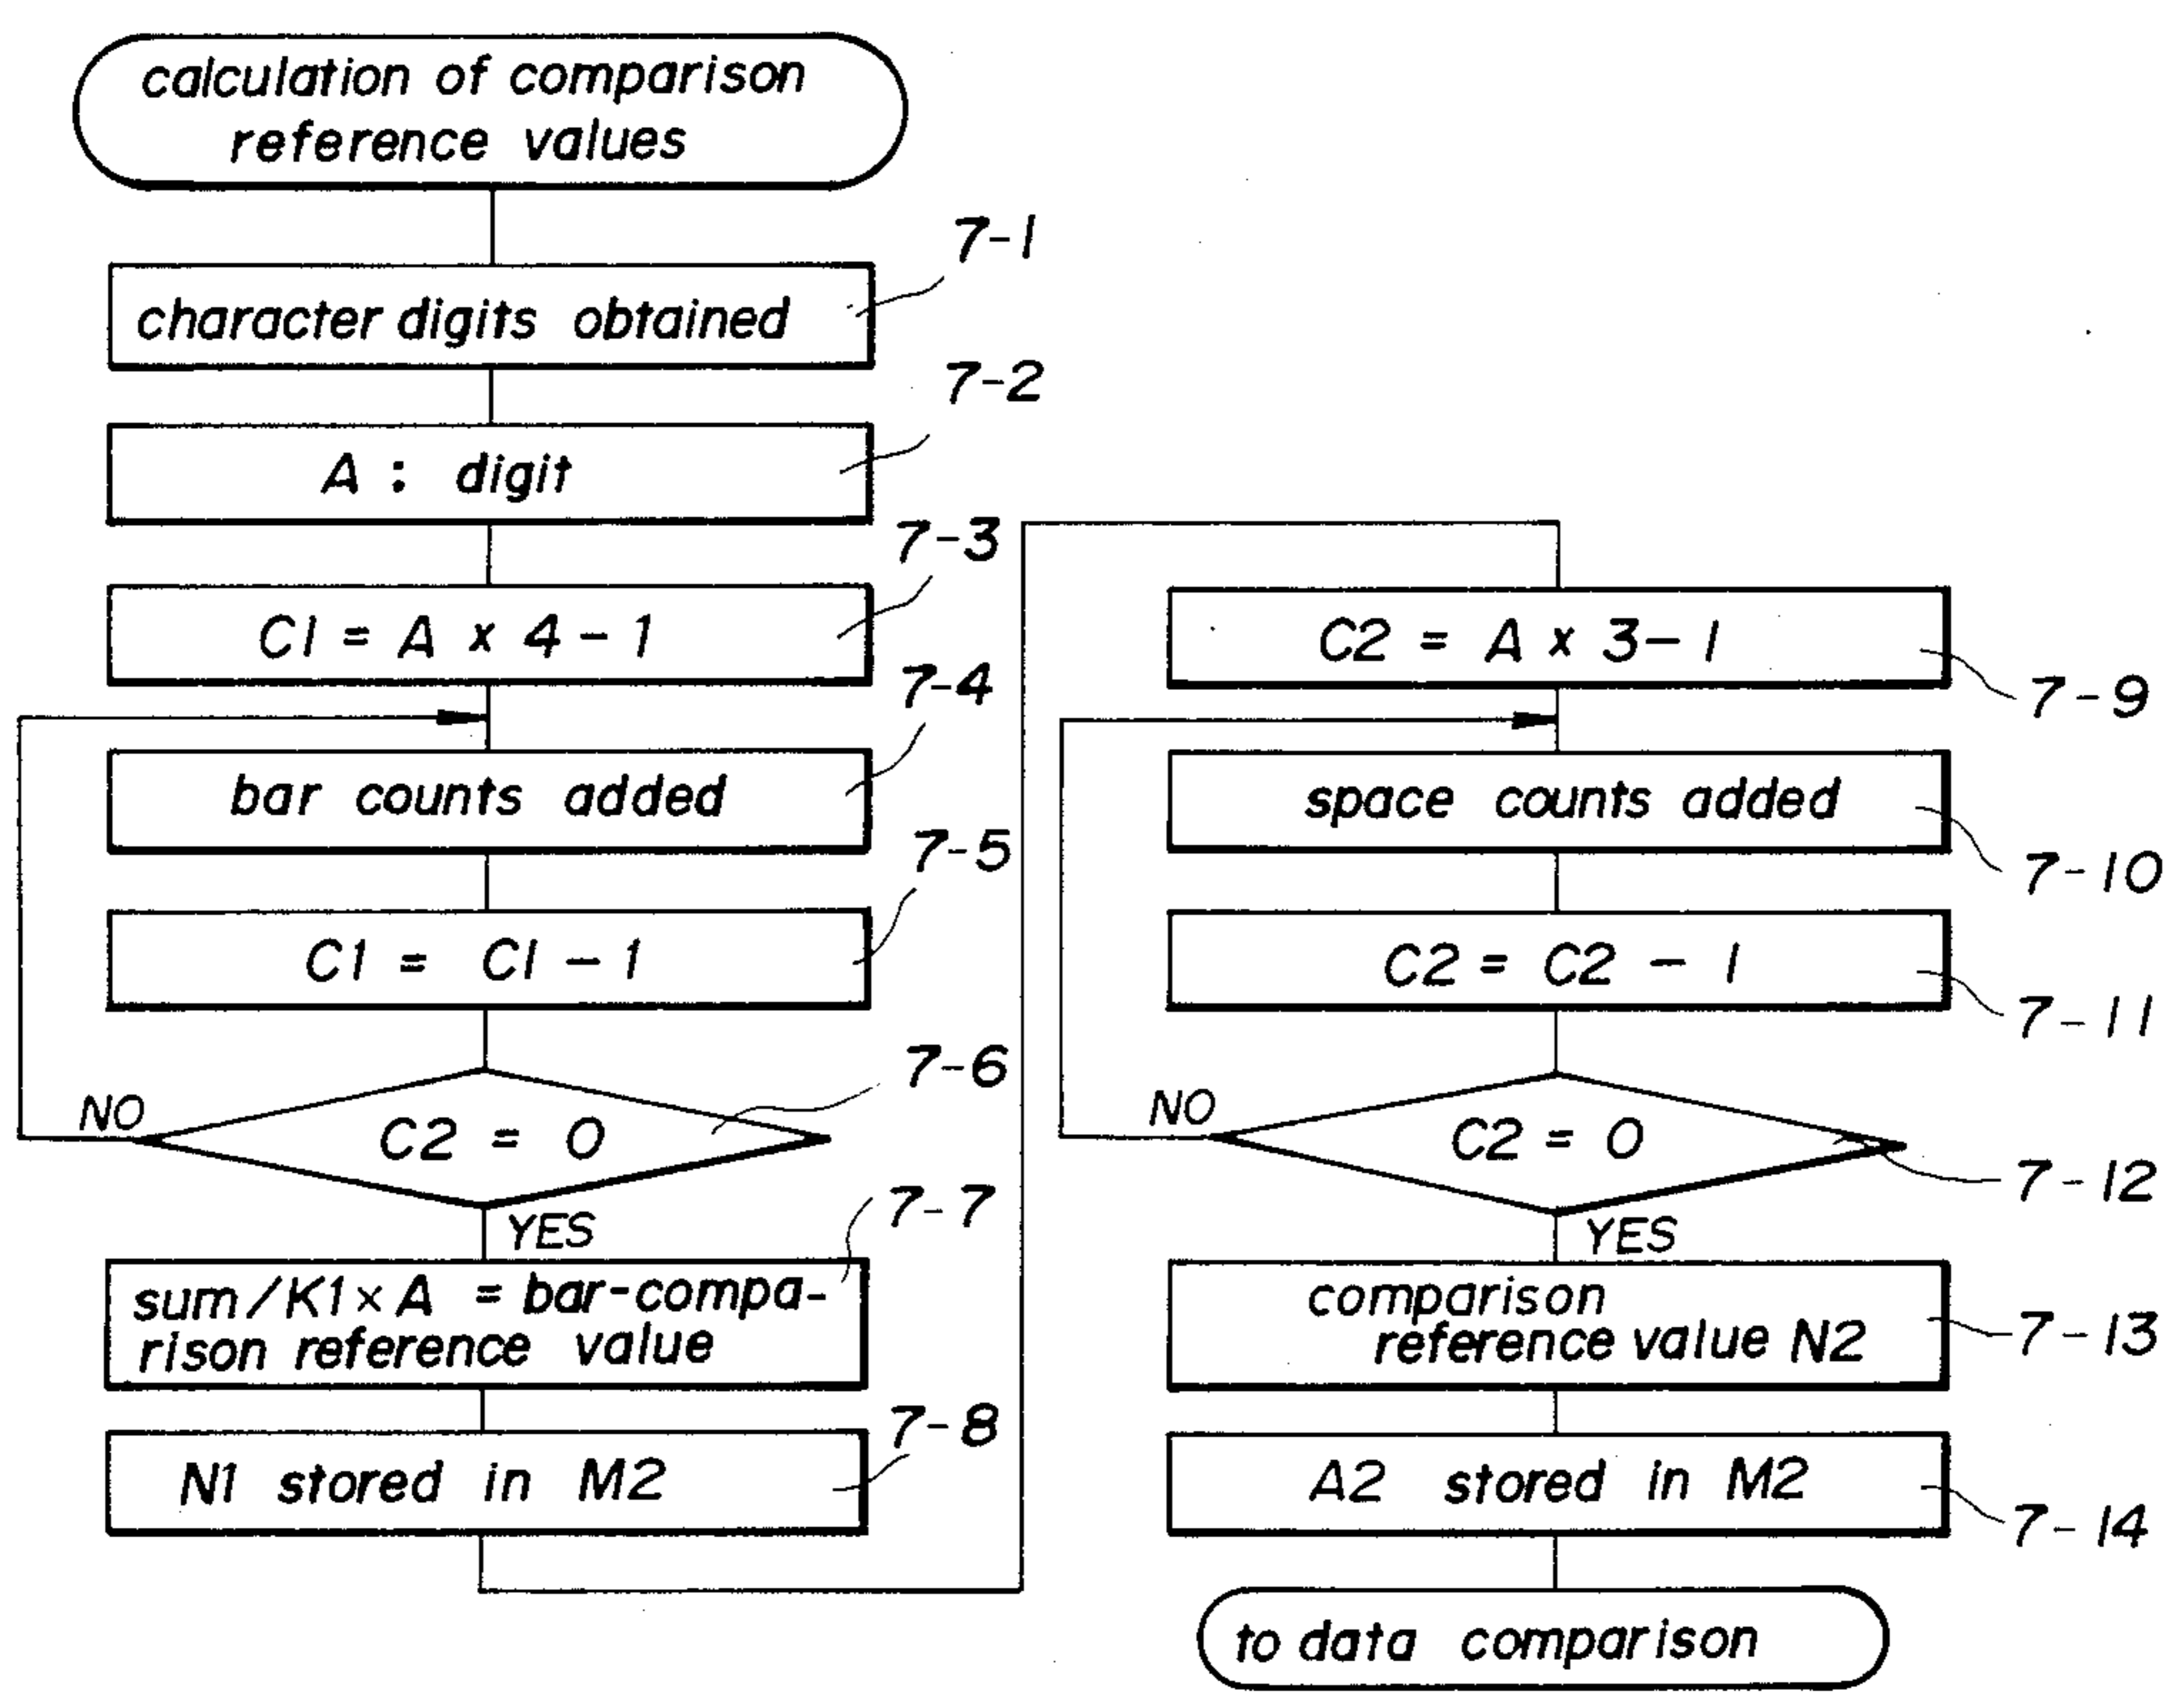 calculation of comparison
reference values
7-1
character digits obtained
7-2
A : digit
7-3
C1 = A x 4 - 1
7-4
bar counts added
7-5
C1 = C1 - 1
7-6
NO
C2 = 0
YES
7-7
sum/K1×A = bar-compa-
rison reference value
7-8
N1 stored in M2
C2 = A x 3 - 1
7-9
space counts added
7-10
C2 = C2 - 1
7-11
NO
C2 = 0
7-12
YES
comparison
reference value N2
7-13
A2 stored in M2
7-14
to data comparison